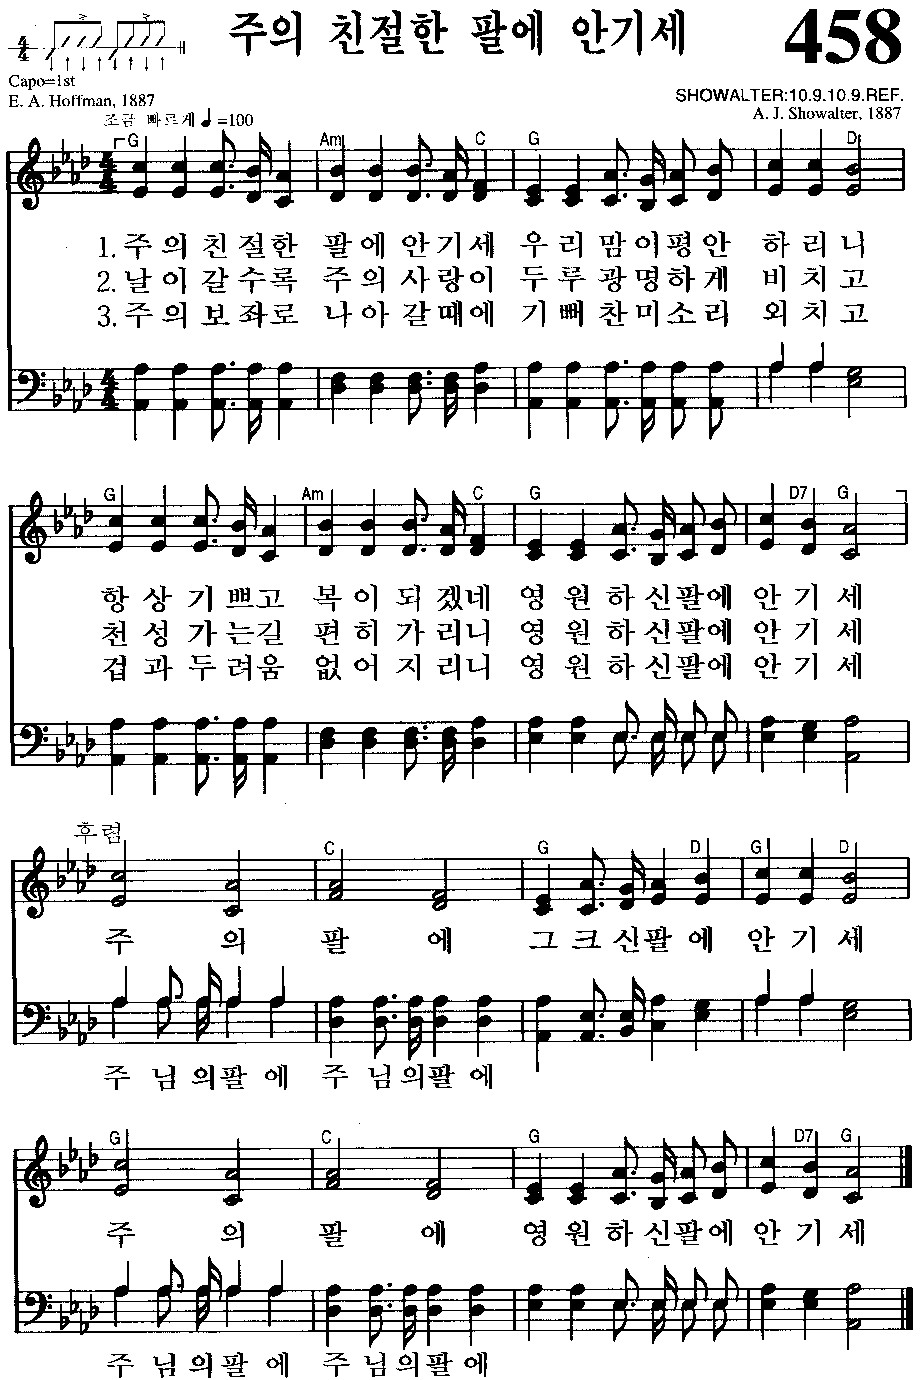 주의 친절한 팔에 안기세 458
4/4
Capo=1st
E. A. Hoffman, 1887
SHOWALTER:10.9.10.9.REF.
A. J. Showalter, 1887
조금 빠르게 ♩=100
G Am C G D
1. 주의친절한 팔에안기세 우리맘이평안 하리니
2. 날이갈수록 주의사랑이 두루광명하게 비치고
3. 주의보좌로 나아갈때에 기뻐찬미소리 외치고
G Am C G D7 G
항상기쁘고 복이되겠네 영원하신팔에 안기세
천성가는길 편히가리니 영원하신팔에 안기세
겁과두려움 없어지리니 영원하신팔에 안기세
후렴
C G D G D
주의팔에 그크신팔에 안기세
주님의팔에 주님의팔에
G C G D7 G
주의팔에 영원하신팔에 안기세
주님의팔에 주님의팔에